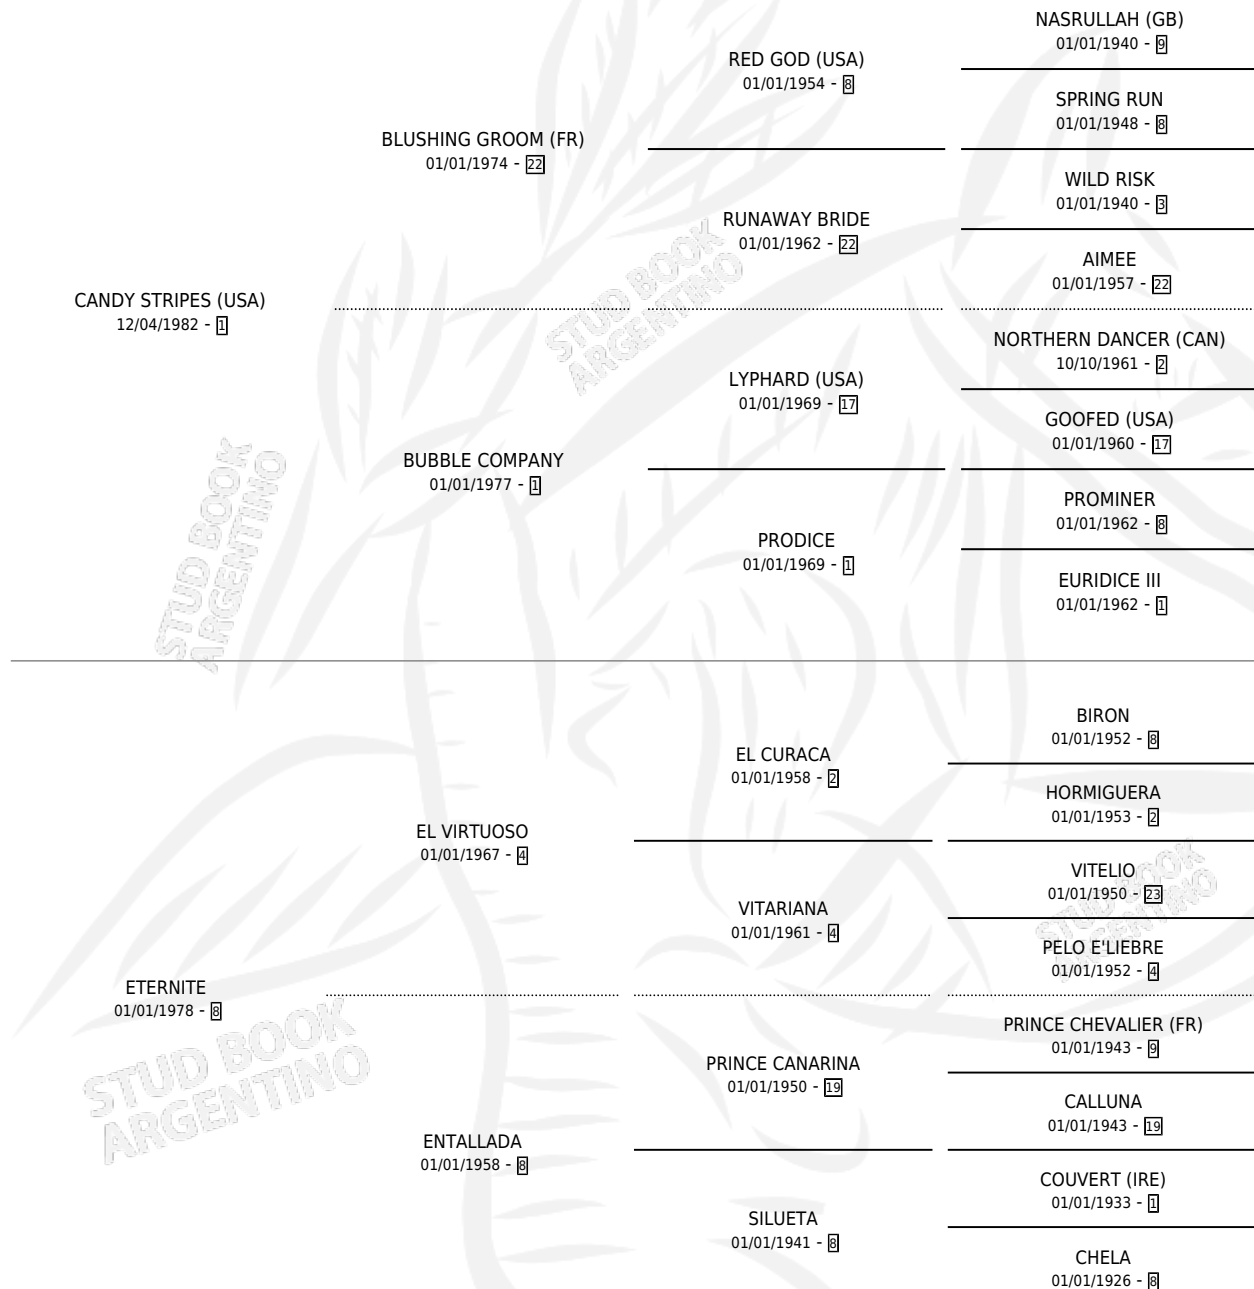 NASRULLAH (GB)
01/01/1940 - 9
RED GOD (USA)
01/01/1954 - 8
SPRING RUN
01/01/1948 - 8
BLUSHING GROOM (FR)
01/01/1974 - 22
WILD RISK
01/01/1940 - 3
RUNAWAY BRIDE
01/01/1962 - 22
AIMEE
01/01/1957 - 22
CANDY STRIPES (USA)
12/04/1982 - 1
NORTHERN DANCER (CAN)
10/10/1961 - 2
LYPHARD (USA)
01/01/1969 - 17
GOOFED (USA)
01/01/1960 - 17
BUBBLE COMPANY
01/01/1977 - 1
PROMINER
01/01/1962 - 8
PRODICE
01/01/1969 - 1
EURIDICE III
01/01/1962 - 1
BIRON
01/01/1952 - 8
EL CURACA
01/01/1958 - 2
HORMIGUERA
01/01/1953 - 2
EL VIRTUOSO
01/01/1967 - 4
VITELIO
01/01/1950 - 23
VITARIANA
01/01/1961 - 4
PELO E'LIEBRE
01/01/1952 - 4
ETERNITE
01/01/1978 - 8
PRINCE CHEVALIER (FR)
01/01/1943 - 9
PRINCE CANARINA
01/01/1950 - 19
CALLUNA
01/01/1943 - 19
ENTALLADA
01/01/1958 - 8
COUVERT (IRE)
01/01/1933 - 1
SILUETA
01/01/1941 - 8
CHELA
01/01/1926 - 8
STUD BOOK
ARGENTINO
STUD BOOK
ARGENTINO
STUD BOOK
ARGENTINO
STUD BOOK
ARGENTINO